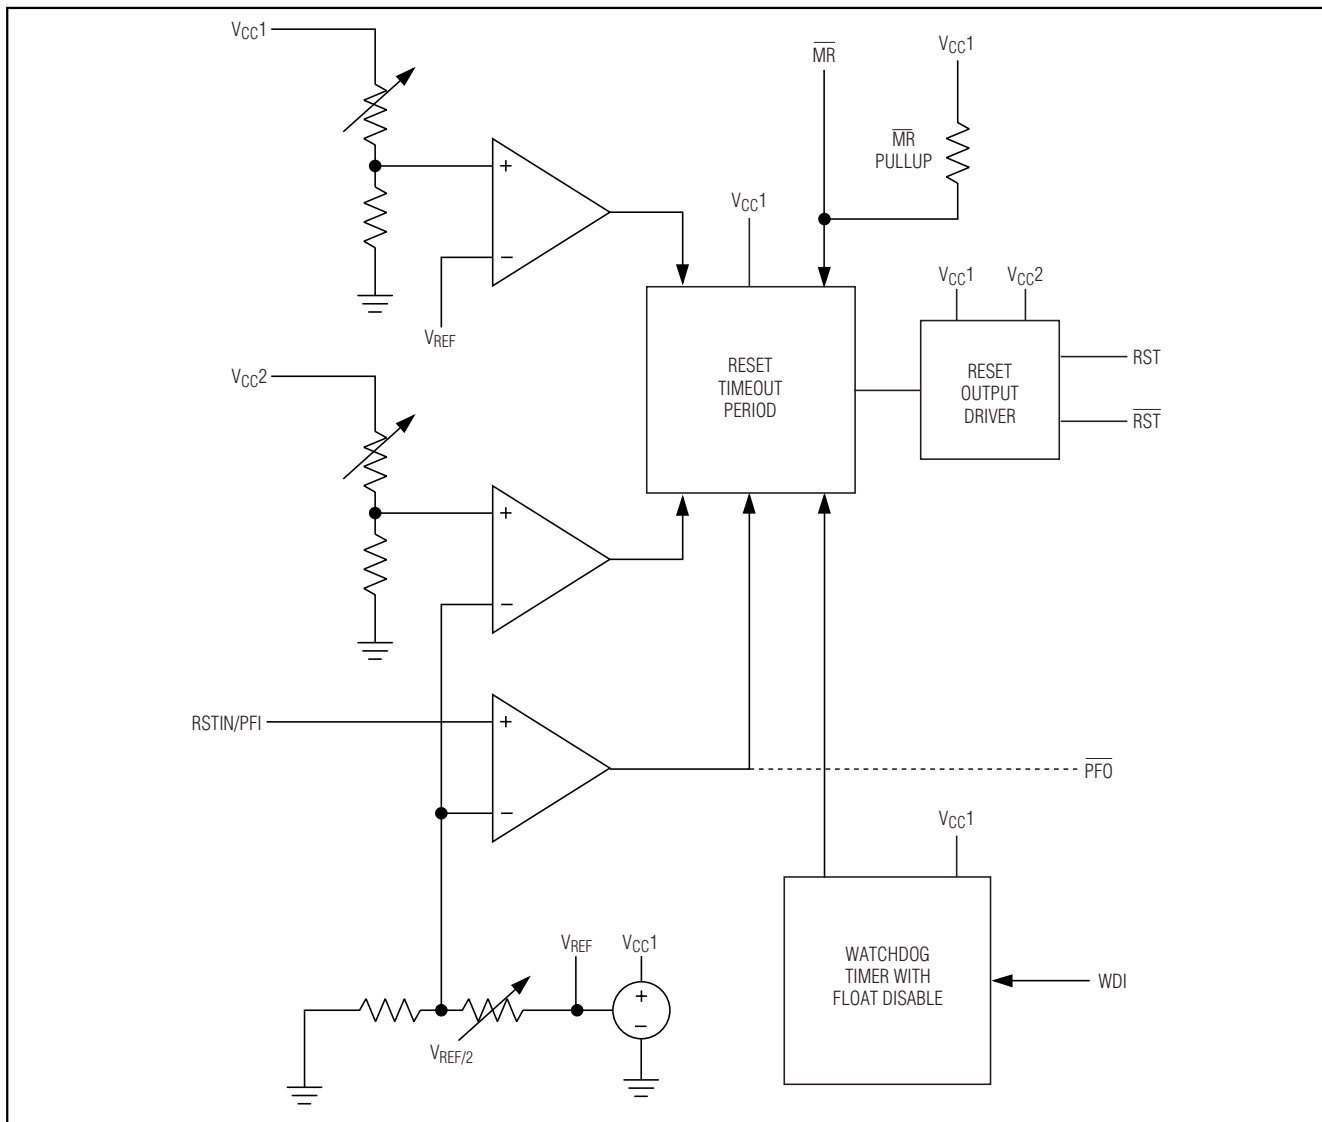 VCC1
MR
VCC1
MR
PULLUP
+
−
VREF
VCC1
RESET
TIMEOUT
PERIOD
VCC1
VCC2
RESET
OUTPUT
DRIVER
RST
RST
VCC2
+
−
RSTIN/PFI
+
−
PFO
VCC1
WATCHDOG
TIMER WITH
FLOAT DISABLE
WDI
VREF
VCC1
+
−
VREF/2